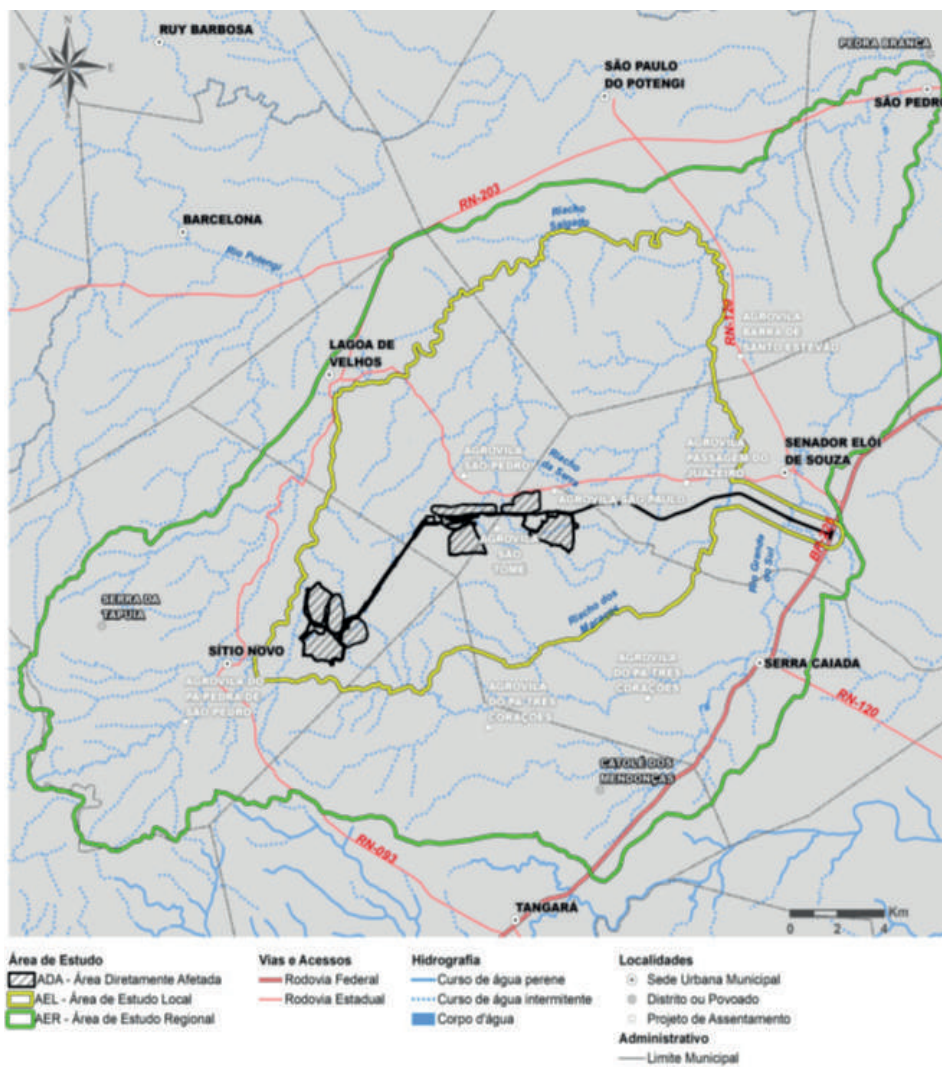 N
W
E
S
RUY BARBOSA
PEDRA BRANCA
SÃO PAULO
DO POTENGI
SÃO PEDRO
RN-203
BARCELONA
Riacho
Salgado
Rio Potengi
RN-120
AGROVILA
BARRA DE
SANTO ESTEVÃO
LAGOA DE
VELHOS
AGROVILA
SÃO PEDRO
Riacho
da Serra
AGROVILA
PASSAGEM DO
JUAZEIRO
SENADOR ELÓI
DE SOUZA
AGROVILA SÃO PAULO
AGROVILA
SÃO
TOMÉ
Rio Grande
do Sul
SERRA DA
TAPUIA
Riacho dos
SÍTIO NOVO
SERRA CAIADA
AGROVILA DO
PA PEDRA DE
SÃO PEDRO
AGROVILA
DO PA TRES
CORAÇÕES
AGROVILA
DO PA TRES
CORAÇÕES
RN-120
CATOLÉ DOS
MENDONÇAS
RN-093
TANGARÁ
Km
0 2 4
Área de Estudo
ADA - Área Diretamente Afetada
AEL - Área de Estudo Local
AER - Área de Estudo Regional
Vias e Acessos
Rodovia Federal
Rodovia Estadual
Hidrografia
Curso de água perene
Curso de água intermitente
Corpo d'água
Localidades
Sede Urbana Municipal
Distrito ou Povoado
Projeto de Assentamento
Administrativo
Limite Municipal